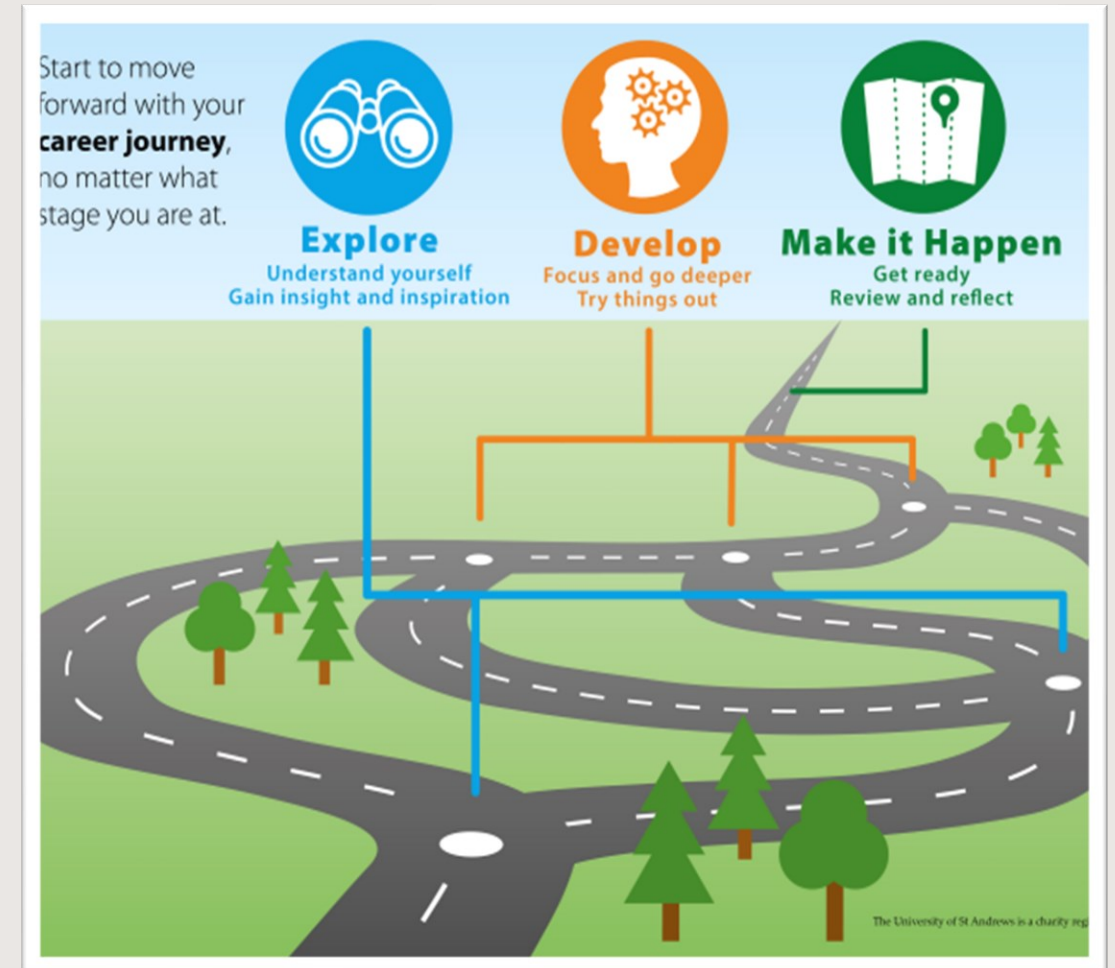 Start to move
forward with your
career journey,
no matter what
stage you are at.
Explore
Understand yourself
Gain insight and inspiration
Develop
Focus and go deeper
Try things out
Make it Happen
Get ready
Review and reflect
The University of St Andrews is a charity reg